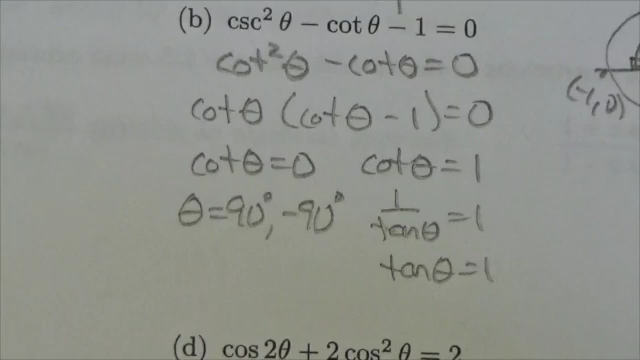 (b) csc² θ − cot θ − 1 = 0
cot²θ − cotθ = 0
cotθ (cotθ − 1) = 0
cotθ = 0 cotθ = 1
θ = 90°, −90° 1/tanθ = 1
tanθ = 1
(-1, 0)
(d) cos 2θ + 2 cos² θ = 2